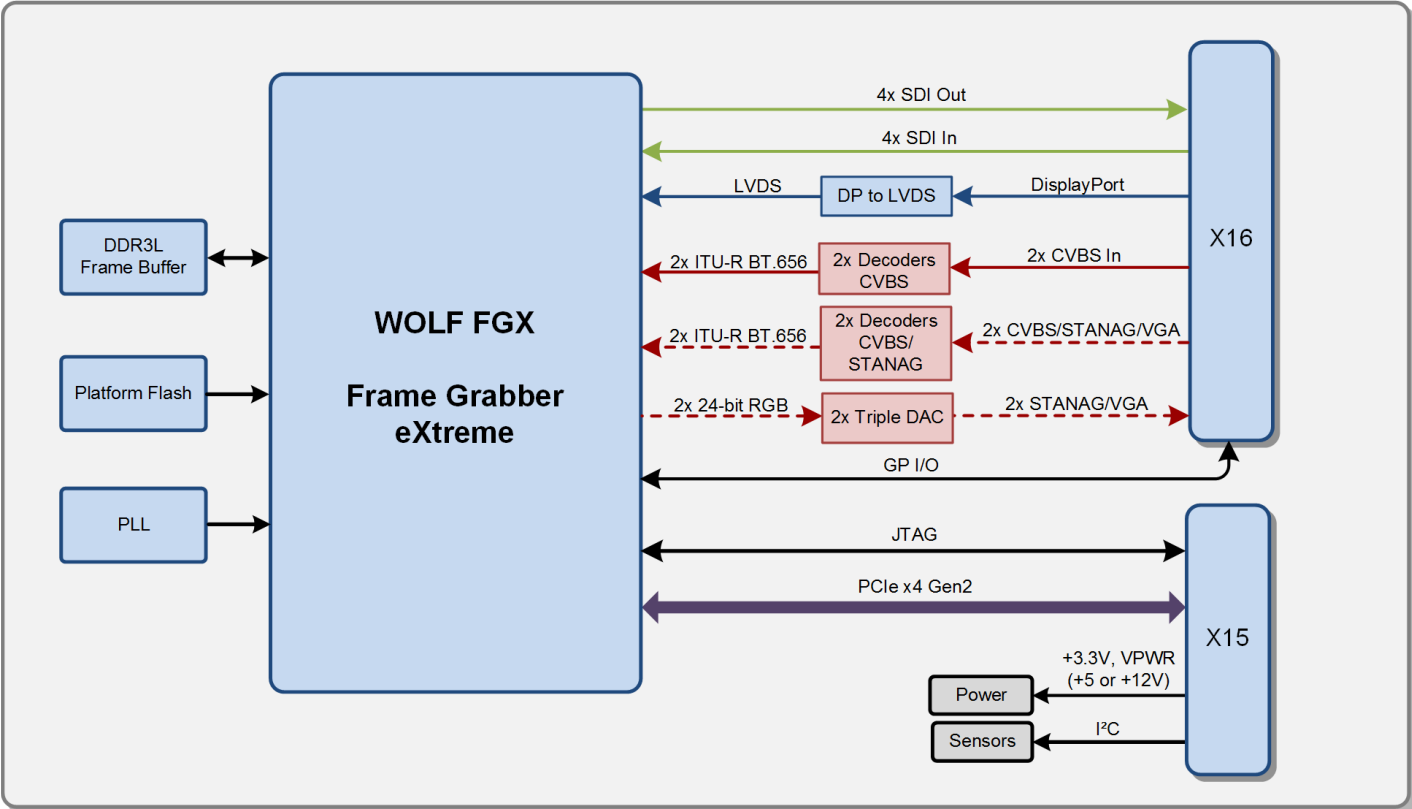 4x SDI Out
4x SDI In
LVDS
DP to LVDS
DisplayPort
X16
DDR3L
Frame Buffer
2x ITU-R BT.656
2x Decoders
CVBS
2x CVBS In
WOLF FGX
Frame Grabber
eXtreme
2x ITU-R BT.656
2x Decoders
CVBS/
STANAG
2x CVBS/STANAG/VGA
Platform Flash
2x 24-bit RGB
2x Triple DAC
2x STANAG/VGA
GP I/O
PLL
JTAG
PCIe x4 Gen2
X15
+3.3V, VPWR
(+5 or +12V)
Power
Sensors
I²C